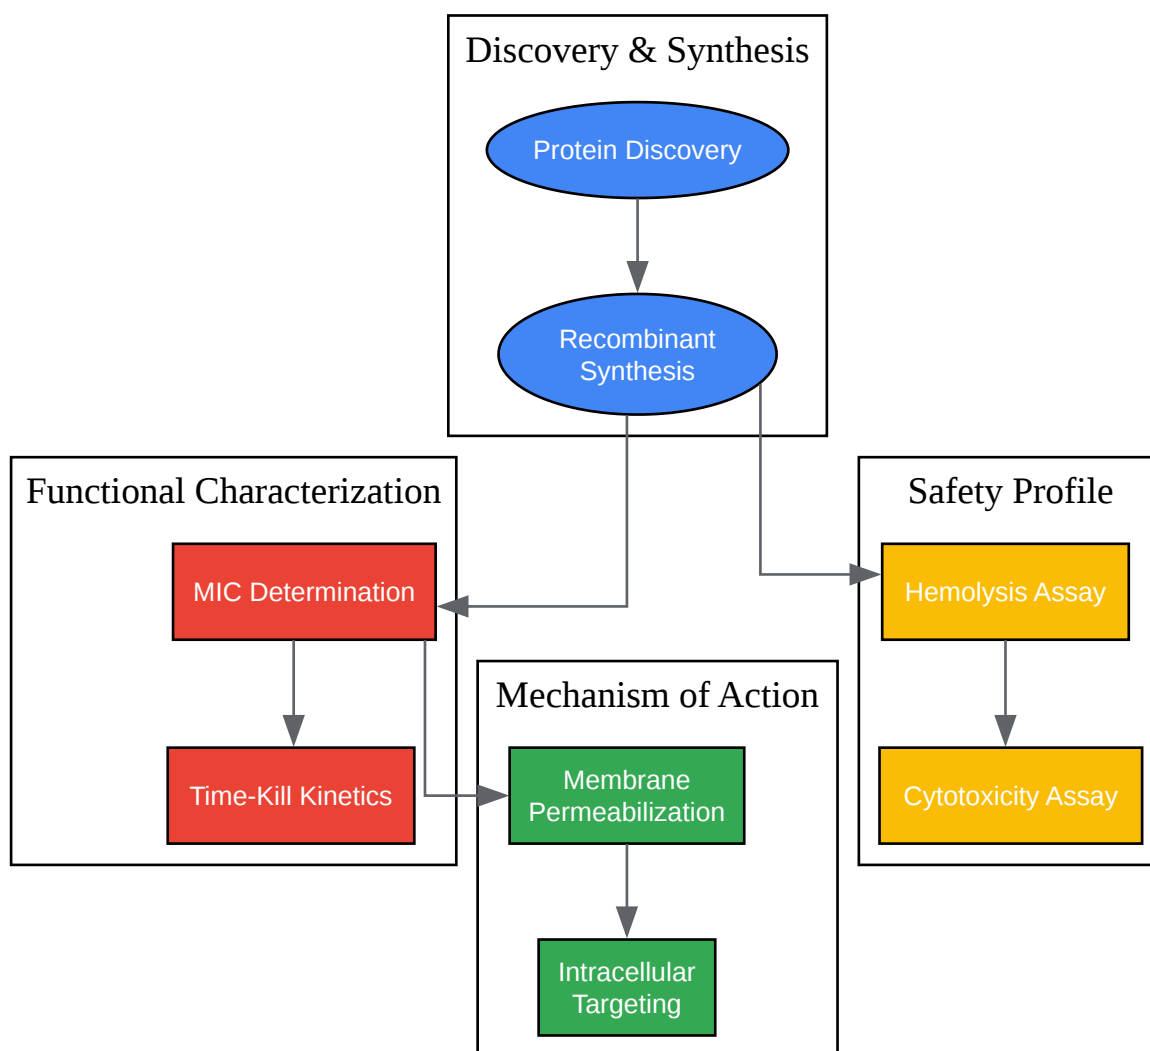 Discovery & Synthesis
Protein Discovery
Recombinant
Synthesis
Functional Characterization
MIC Determination
Time-Kill Kinetics
Mechanism of Action
Membrane
Permeabilization
Intracellular
Targeting
Safety Profile
Hemolysis Assay
Cytotoxicity Assay